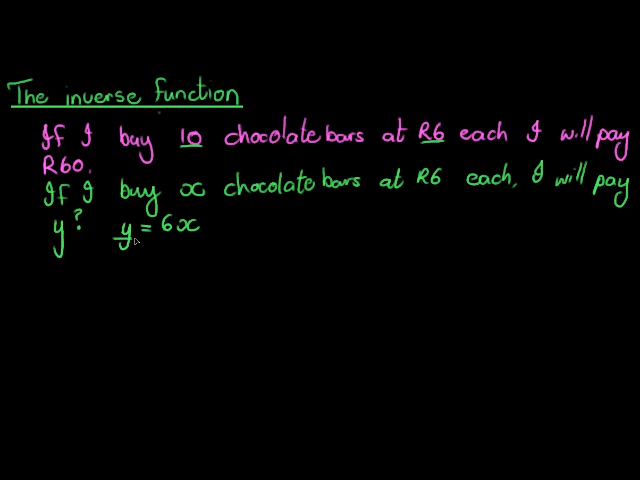 The inverse function
If I buy 10 chocolate bars at R6 each I will pay
R60.
If I buy x chocolate bars at R6 each, I will pay
y? y = 6x